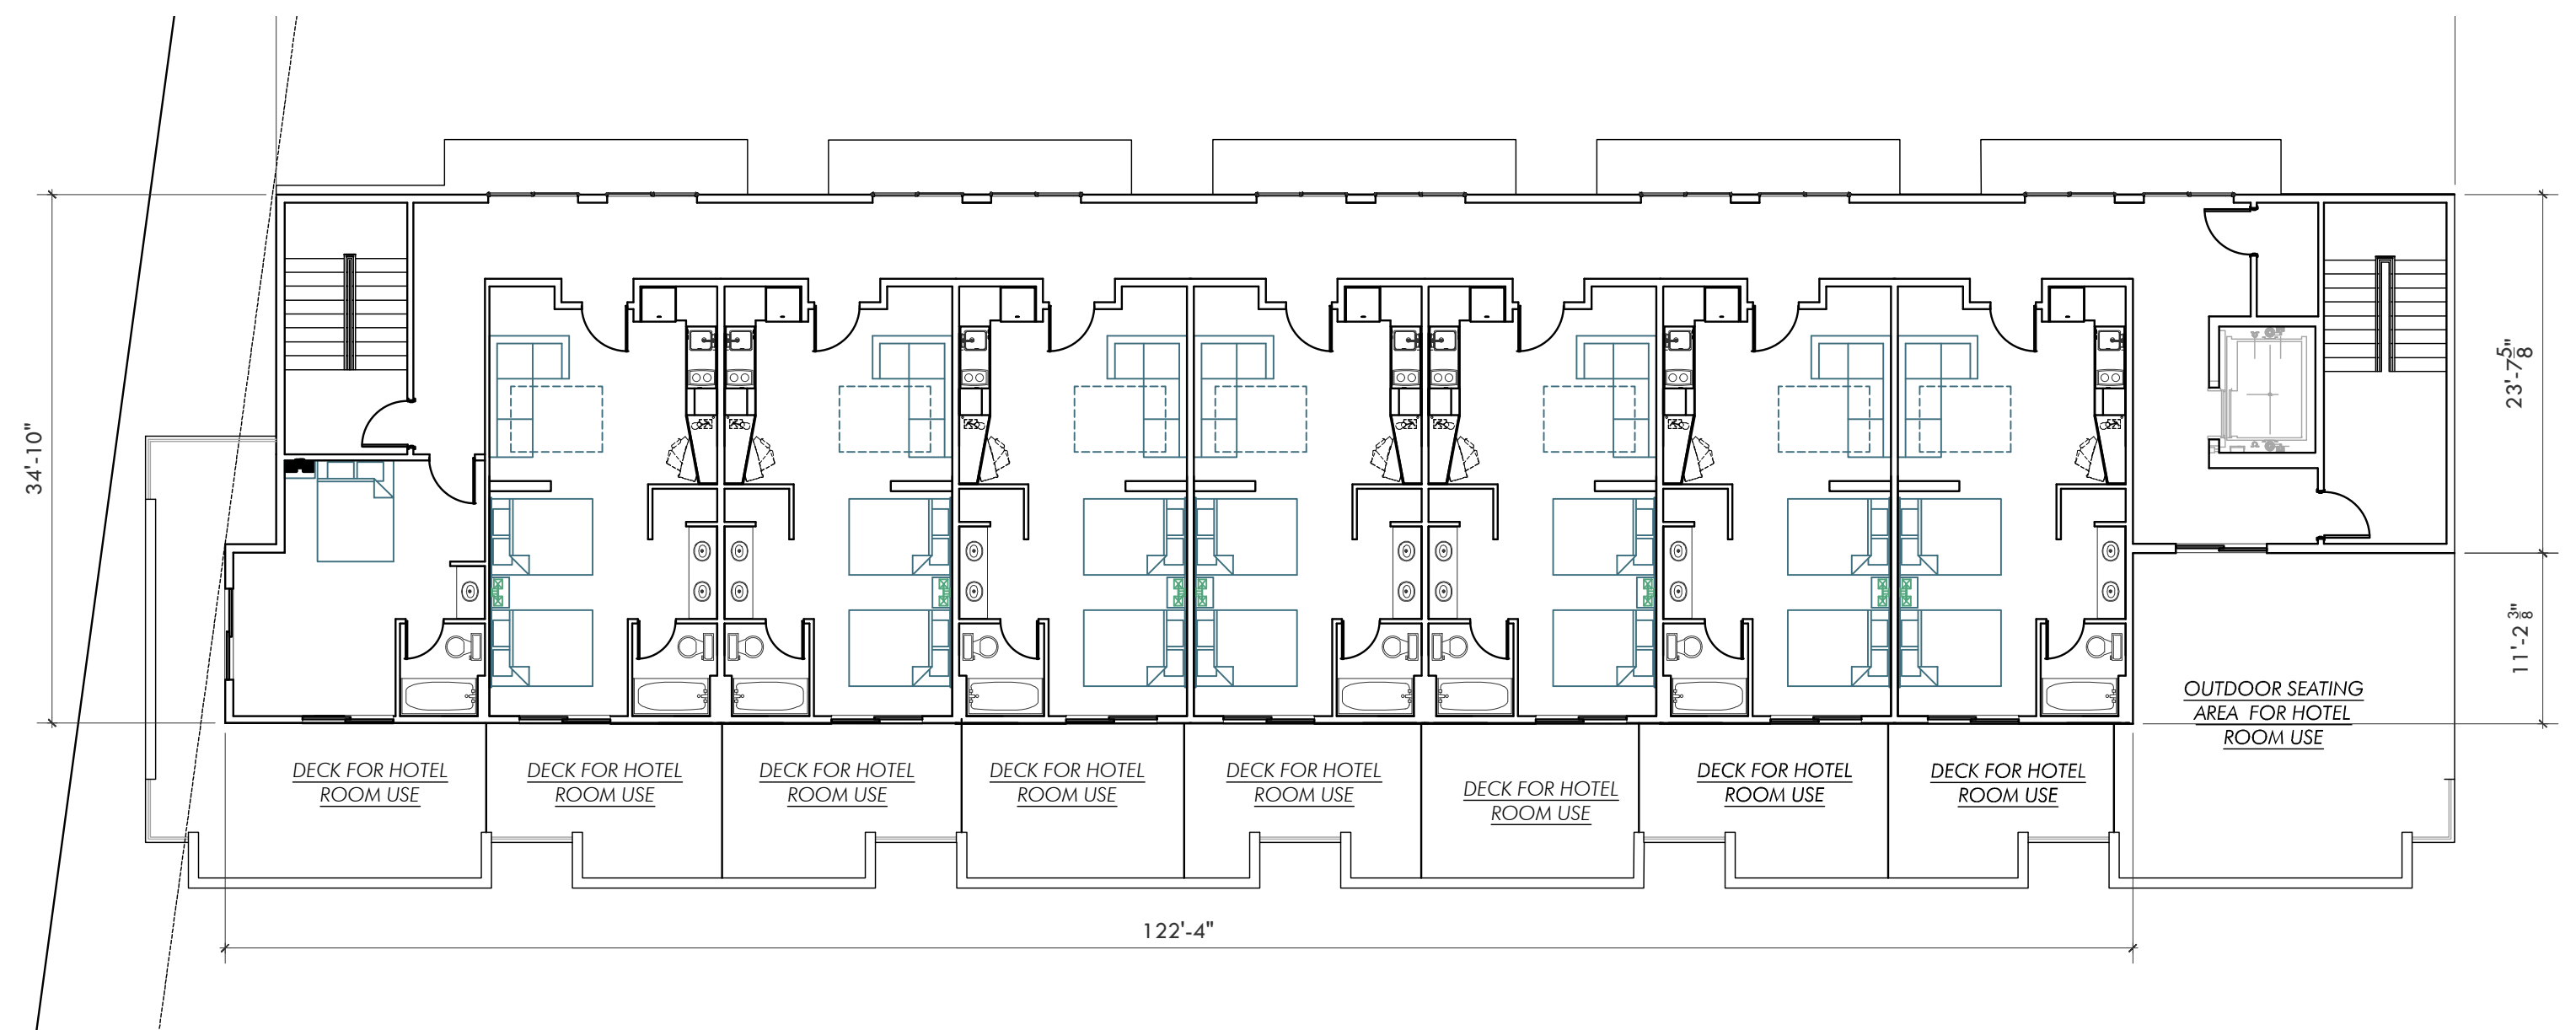 34'-10"
23'-7 5/8"
11'-2 3/8"
OUTDOOR SEATING
AREA FOR HOTEL
ROOM USE
DECK FOR HOTEL
ROOM USE
DECK FOR HOTEL
ROOM USE
DECK FOR HOTEL
ROOM USE
DECK FOR HOTEL
ROOM USE
DECK FOR HOTEL
ROOM USE
DECK FOR HOTEL
ROOM USE
DECK FOR HOTEL
ROOM USE
DECK FOR HOTEL
ROOM USE
122'-4"